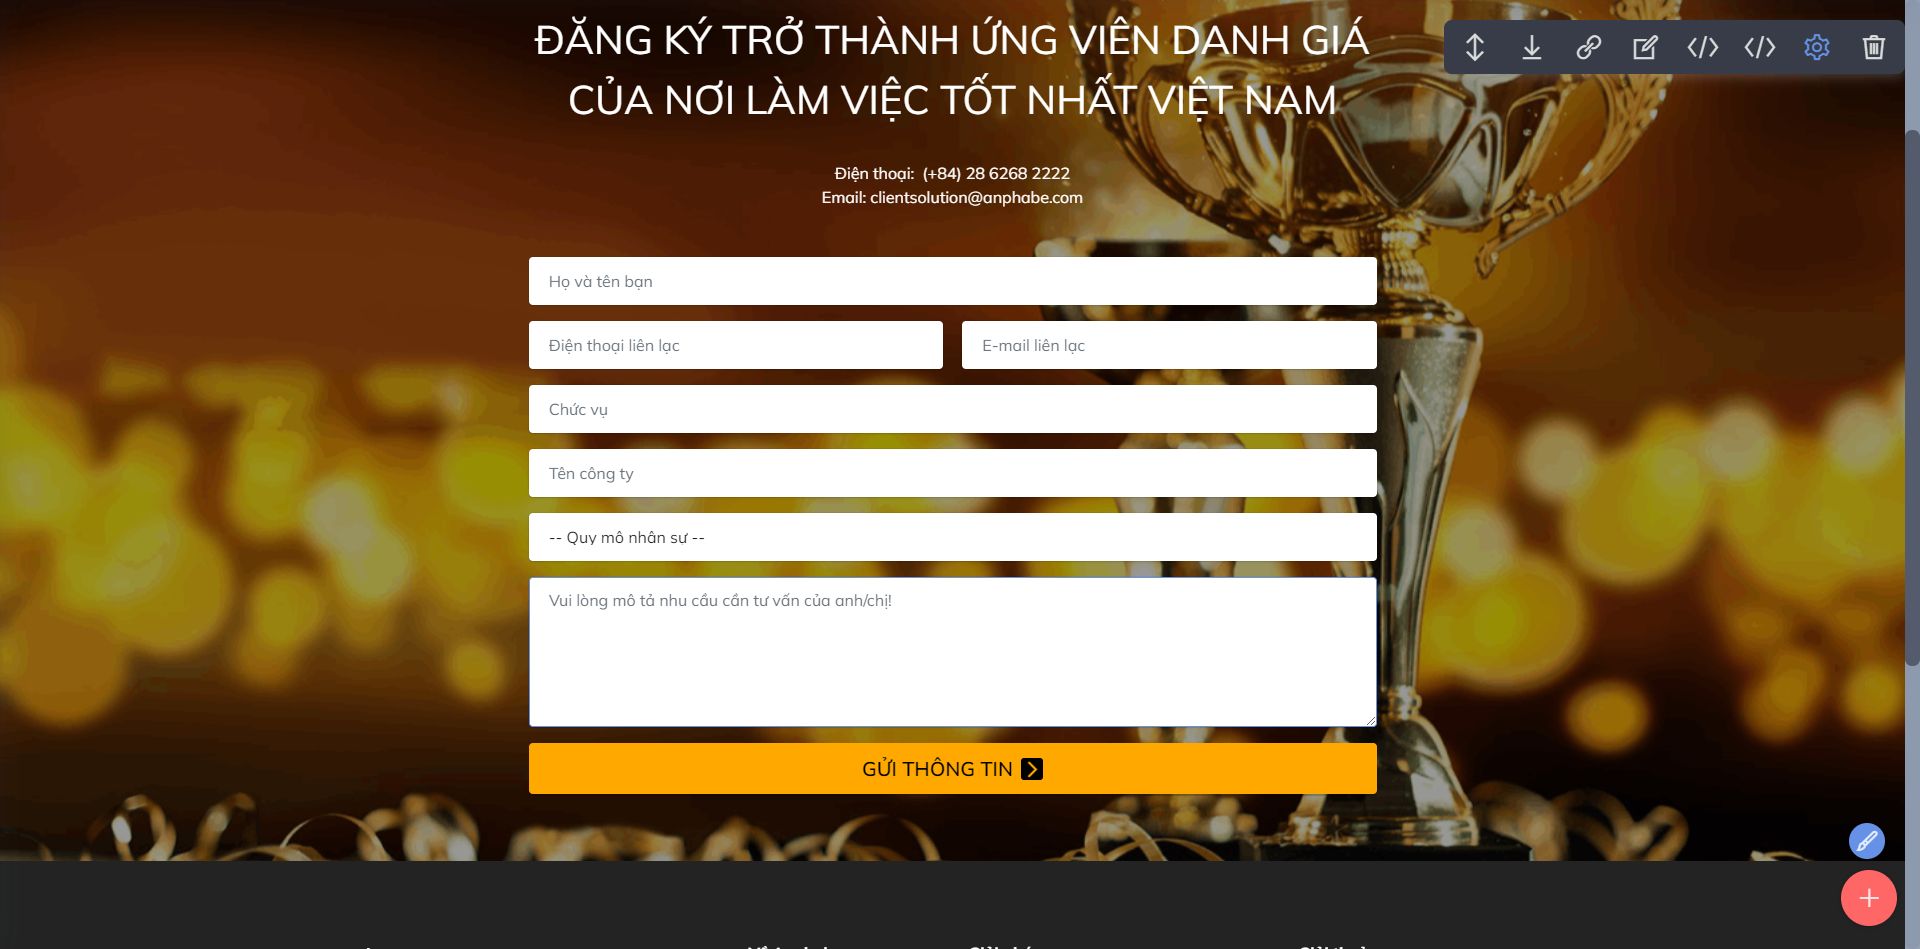 ĐĂNG KÝ TRỞ THÀNH ỨNG VIÊN DANH GIÁ
CỦA NƠI LÀM VIỆC TỐT NHẤT VIỆT NAM
Điện thoại: (+84) 28 6268 2222
Email: clientsolution@anphabe.com
Họ và tên bạn
Điện thoại liên lạc
E-mail liên lạc
Chức vụ
Tên công ty
-- Quy mô nhân sự --
Vui lòng mô tả nhu cầu cần tư vấn của anh/chị!
GỬI THÔNG TIN